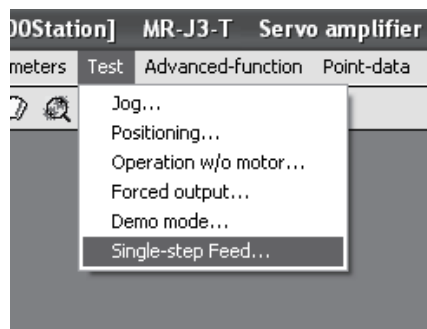 00Station] MR-J3-T Servo amplifier
meters Test Advanced-function Point-data
Jog...
Positioning...
Operation w/o motor...
Forced output...
Demo mode...
Single-step Feed...